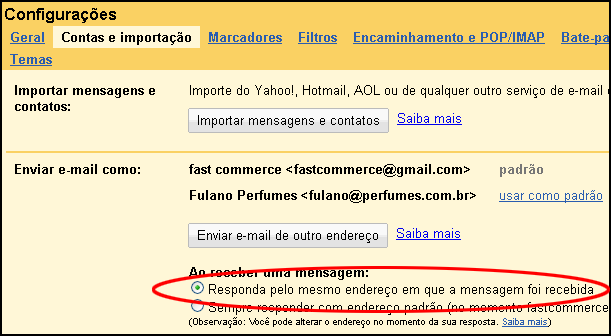 Configurações
Geral Contas e importação Marcadores Filtros Encaminhamento e POP/IMAP Bate-pa
Temas
Importar mensagens e contatos: Importe do Yahoo!, Hotmail, AOL ou de qualquer outro serviço de e-mail
Importar mensagens e contatos Saiba mais
Enviar e-mail como: fast commerce <fastcommerce@gmail.com> padrão
Fulano Perfumes <fulano@perfumes.com.br> usar como padrão
Enviar e-mail de outro endereço Saiba mais
Ao receber uma mensagem:
Responda pelo mesmo endereço em que a mensagem foi recebida
Sempre responder com endereço padrão (no momento fastcommerce
(Observação: Você pode alterar o endereço no momento da sua resposta. Saiba mais)